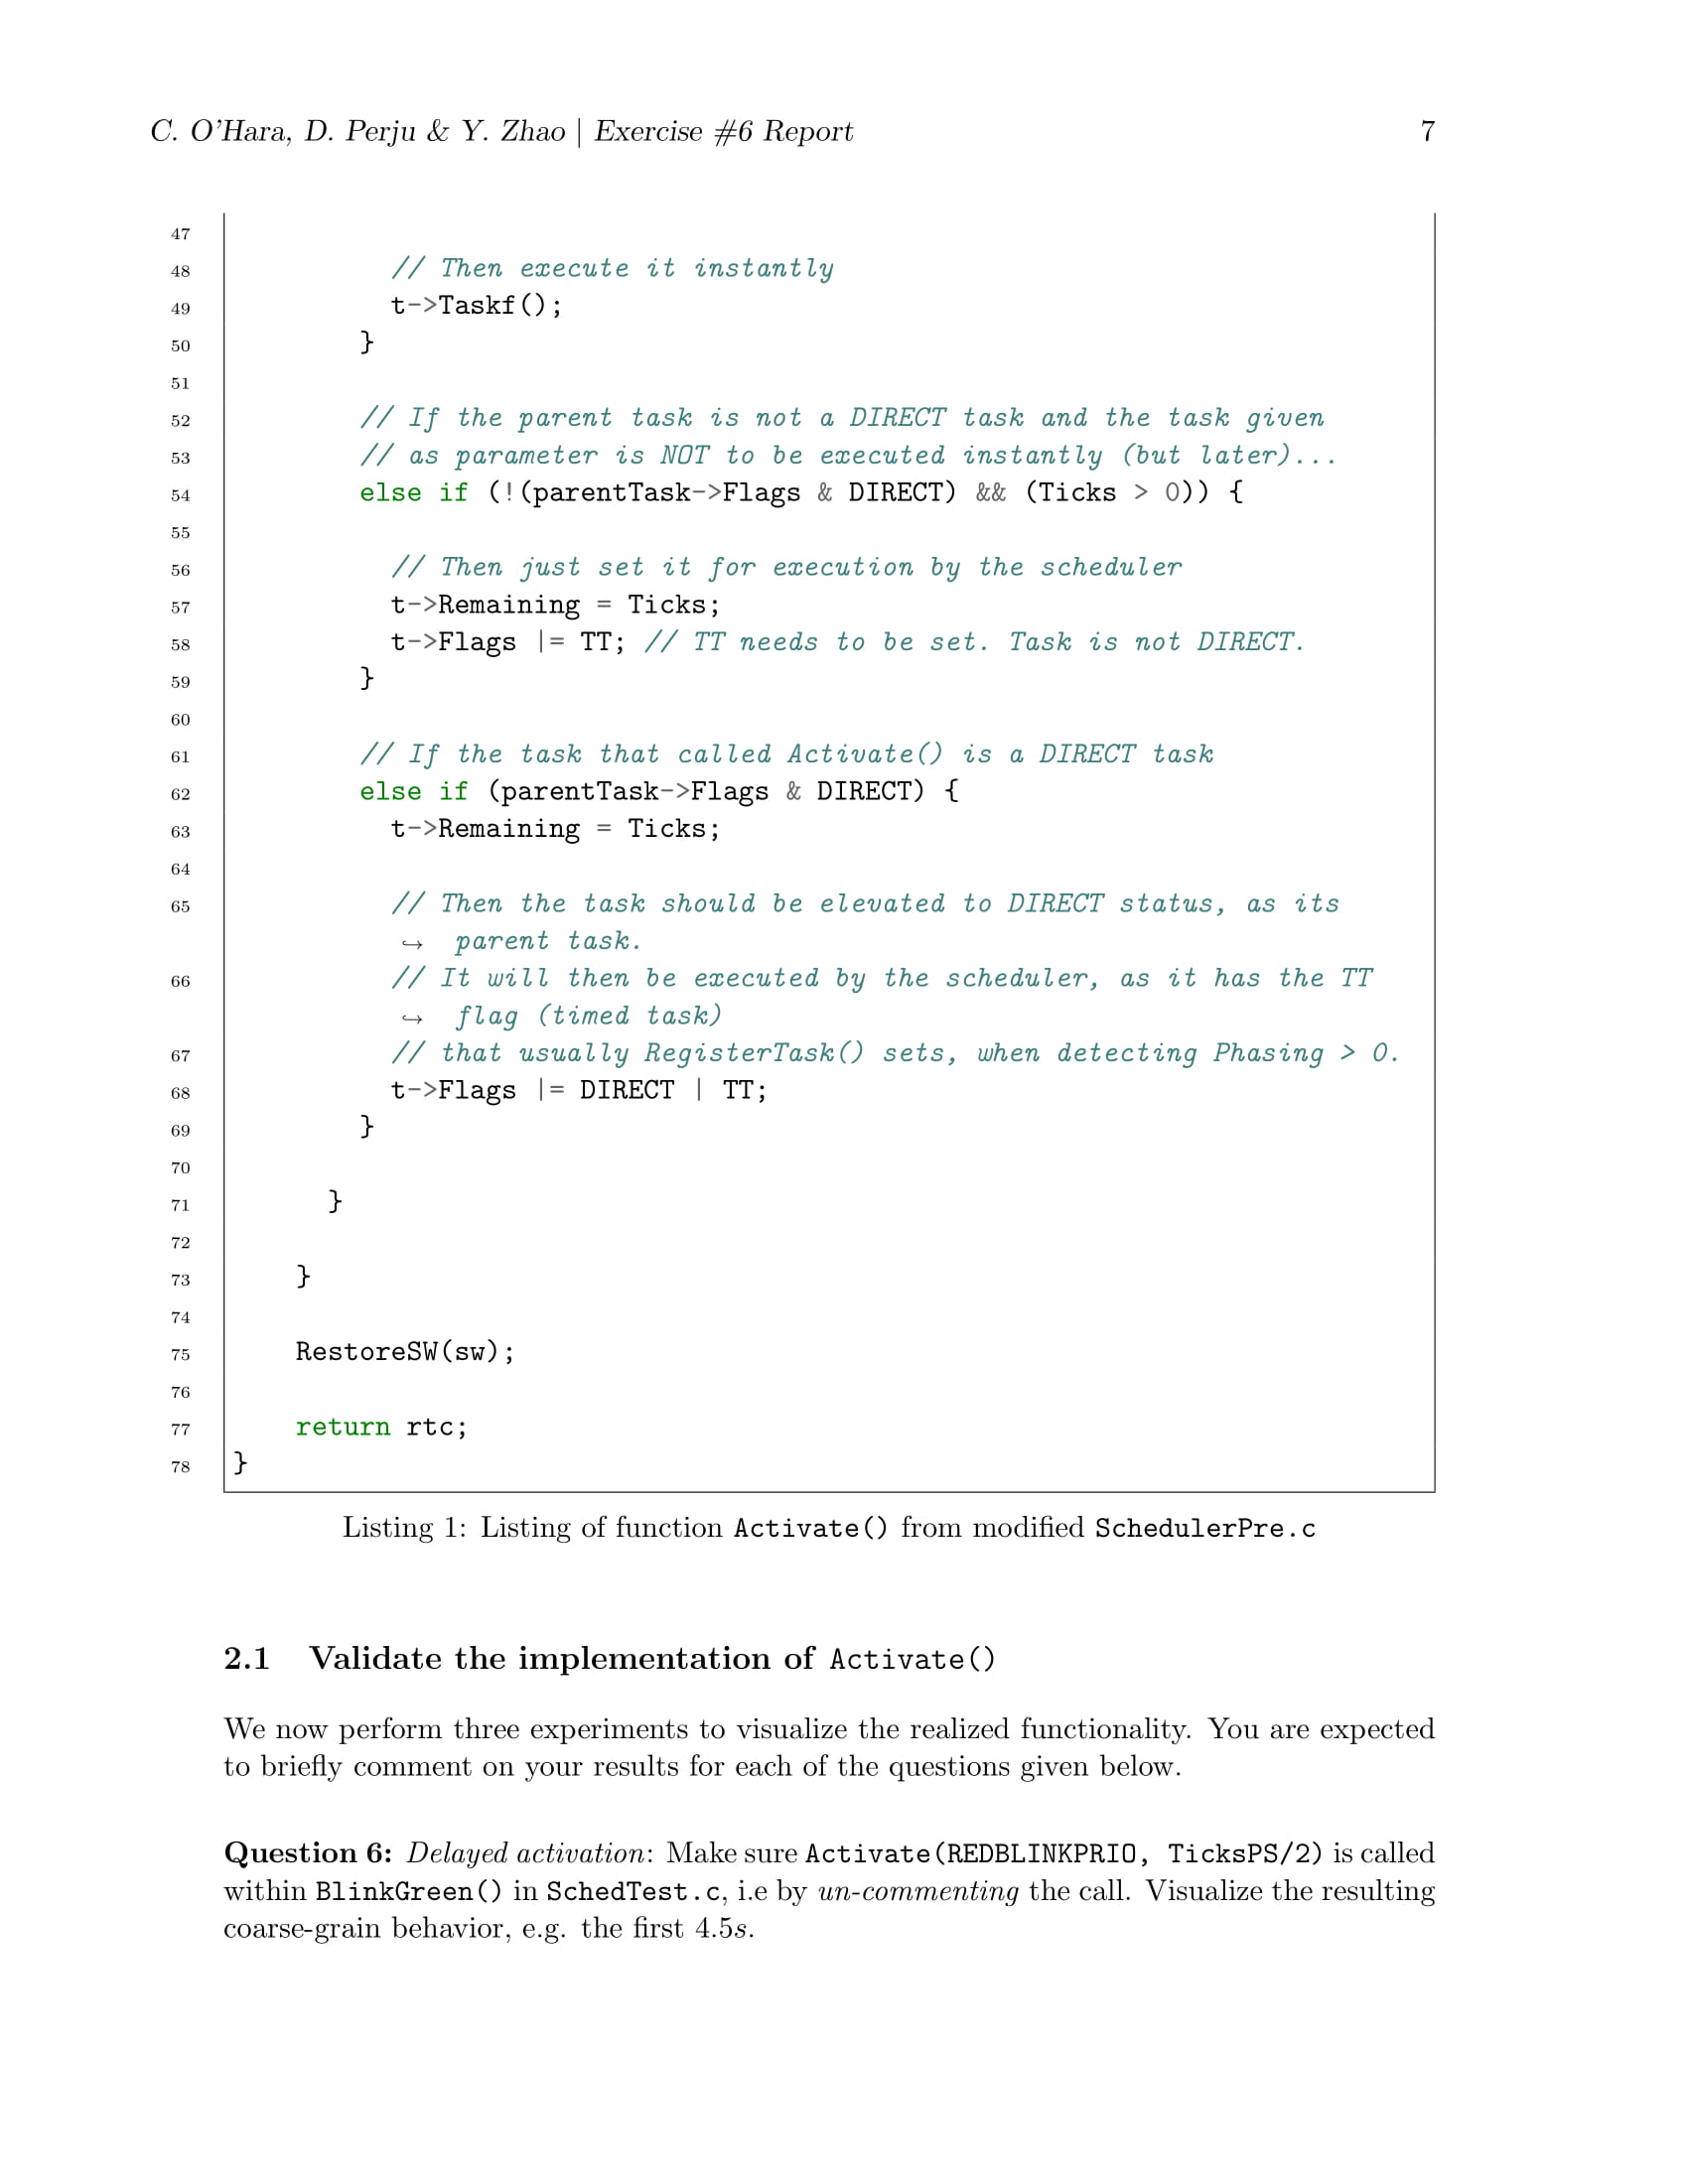 C. O'Hara, D. Perju & Y. Zhao | Exercise #6 Report 7
47
48 // Then execute it instantly
49 t->Taskf();
50 }
51
52 // If the parent task is not a DIRECT task and the task given
53 // as parameter is NOT to be executed instantly (but later)...
54 else if (!(parentTask->Flags & DIRECT) && (Ticks > 0)) {
55
56 // Then just set it for execution by the scheduler
57 t->Remaining = Ticks;
58 t->Flags |= TT; // TT needs to be set. Task is not DIRECT.
59 }
60
61 // If the task that called Activate() is a DIRECT task
62 else if (parentTask->Flags & DIRECT) {
63 t->Remaining = Ticks;
64
65 // Then the task should be elevated to DIRECT status, as its
↪ parent task.
66 // It will then be executed by the scheduler, as it has the TT
↪ flag (timed task)
67 // that usually RegisterTask() sets, when detecting Phasing > 0.
68 t->Flags |= DIRECT | TT;
69 }
70
71 }
72
73 }
74
75 RestoreSW(sw);
76
77 return rtc;
78 }
Listing 1: Listing of function Activate() from modified SchedulerPre.c
2.1 Validate the implementation of Activate()
We now perform three experiments to visualize the realized functionality. You are expected
to briefly comment on your results for each of the questions given below.
Question 6: Delayed activation: Make sure Activate(REDBLINKPRIO, TicksPS/2) is called
within BlinkGreen() in SchedTest.c, i.e by un-commenting the call. Visualize the resulting
coarse-grain behavior, e.g. the first 4.5s.